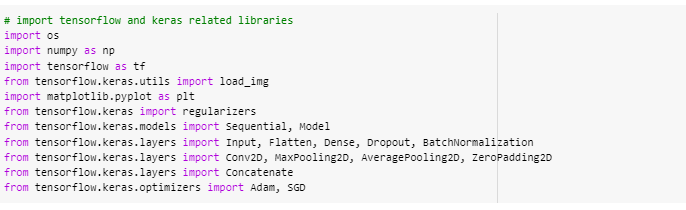 # import tensorflow and keras related libraries
import os
import numpy as np
import tensorflow as tf
from tensorflow.keras.utils import load_img
import matplotlib.pyplot as plt
from tensorflow.keras import regularizers
from tensorflow.keras.models import Sequential, Model
from tensorflow.keras.layers import Input, Flatten, Dense, Dropout, BatchNormalization
from tensorflow.keras.layers import Conv2D, MaxPooling2D, AveragePooling2D, ZeroPadding2D
from tensorflow.keras.layers import Concatenate
from tensorflow.keras.optimizers import Adam, SGD